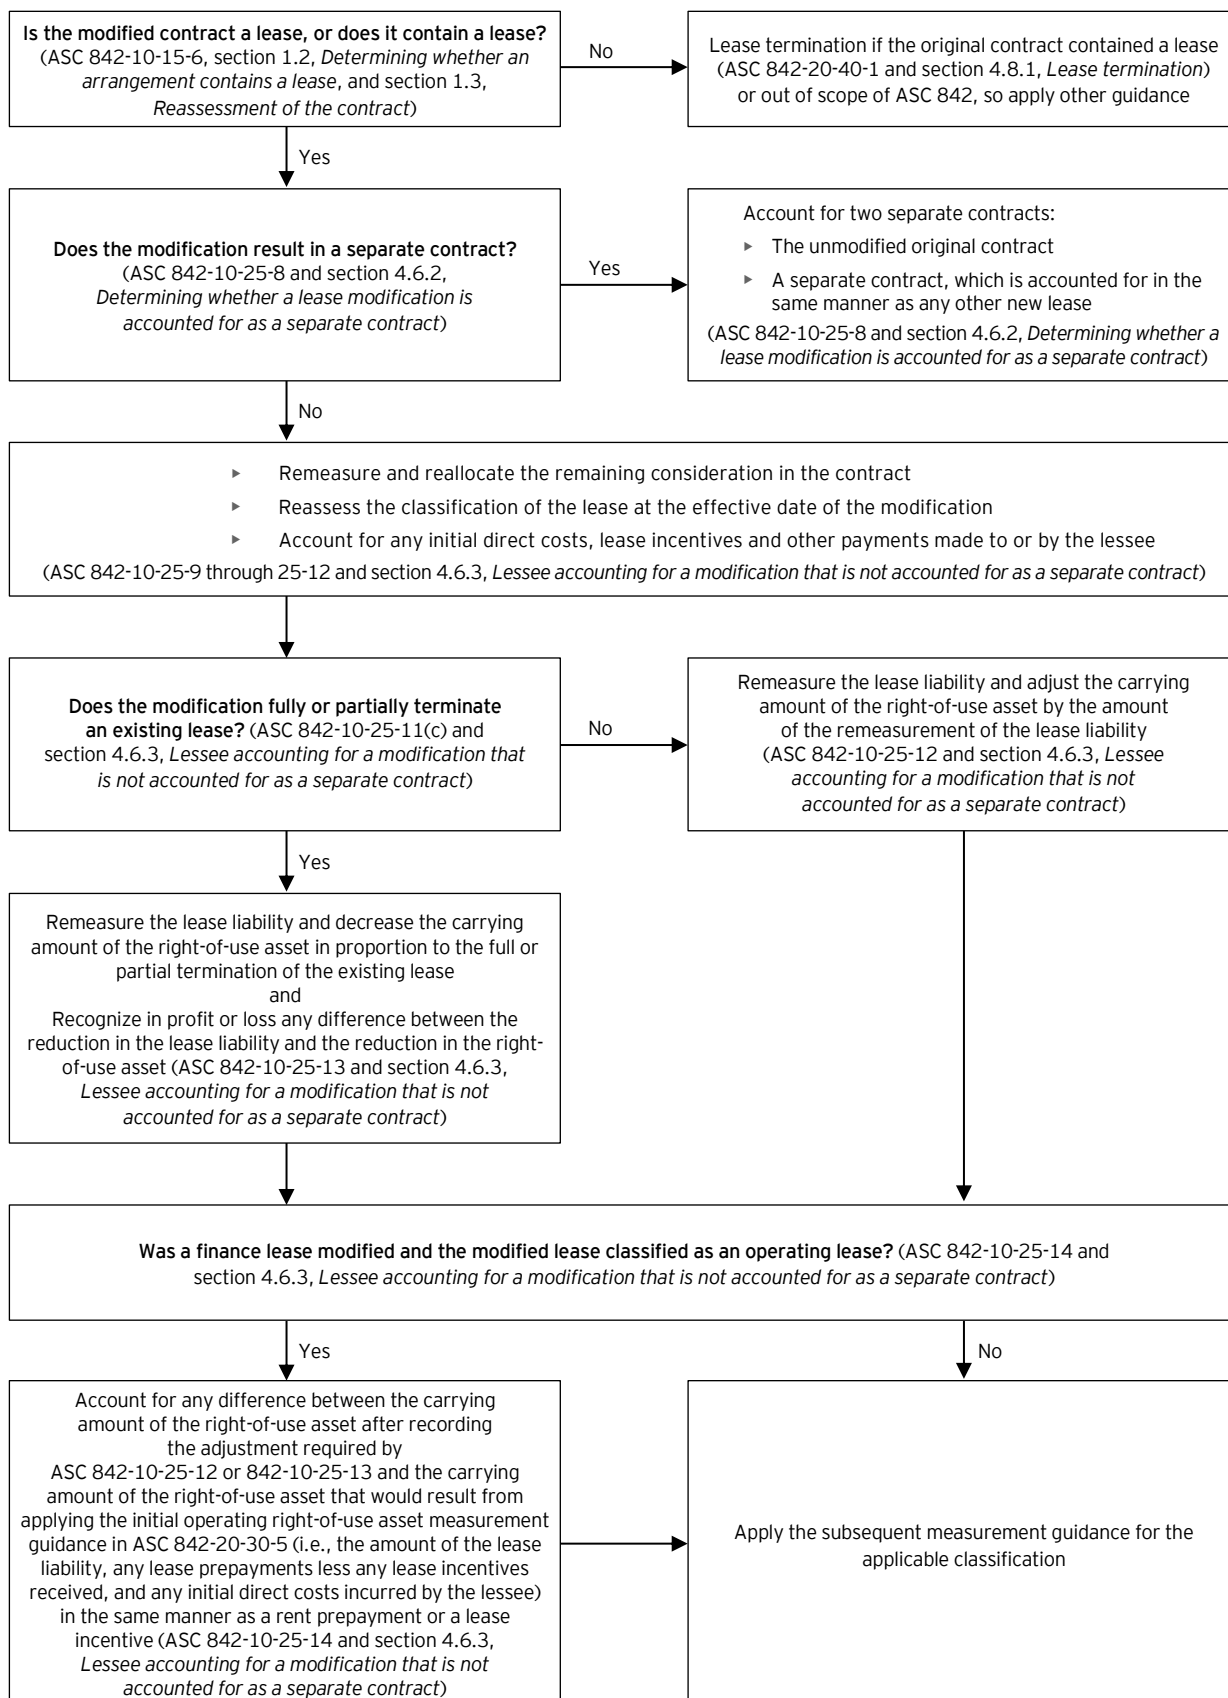 Is the modified contract a lease, or does it contain a lease?
(ASC 842-10-15-6, section 1.2, Determining whether an
arrangement contains a lease, and section 1.3,
Reassessment of the contract)
No
Lease termination if the original contract contained a lease
(ASC 842-20-40-1 and section 4.8.1, Lease termination)
or out of scope of ASC 842, so apply other guidance
Yes
Does the modification result in a separate contract?
(ASC 842-10-25-8 and section 4.6.2,
Determining whether a lease modification is
accounted for as a separate contract)
Yes
Account for two separate contracts:
▸ The unmodified original contract
▸ A separate contract, which is accounted for in the
same manner as any other new lease
(ASC 842-10-25-8 and section 4.6.2, Determining whether a
lease modification is accounted for as a separate contract)
No
▸ Remeasure and reallocate the remaining consideration in the contract
▸ Reassess the classification of the lease at the effective date of the modification
▸ Account for any initial direct costs, lease incentives and other payments made to or by the lessee
(ASC 842-10-25-9 through 25-12 and section 4.6.3, Lessee accounting for a modification that is not accounted for as a separate contract)
Does the modification fully or partially terminate
an existing lease? (ASC 842-10-25-11(c) and
section 4.6.3, Lessee accounting for a modification that
is not accounted for as a separate contract)
No
Remeasure the lease liability and adjust the carrying
amount of the right-of-use asset by the amount
of the remeasurement of the lease liability
(ASC 842-10-25-12 and section 4.6.3, Lessee
accounting for a modification that is not
accounted for as a separate contract)
Yes
Remeasure the lease liability and decrease the carrying
amount of the right-of-use asset in proportion to the full or
partial termination of the existing lease
and
Recognize in profit or loss any difference between the
reduction in the lease liability and the reduction in the right-
of-use asset (ASC 842-10-25-13 and section 4.6.3,
Lessee accounting for a modification that is not
accounted for as a separate contract)
Was a finance lease modified and the modified lease classified as an operating lease? (ASC 842-10-25-14 and
section 4.6.3, Lessee accounting for a modification that is not accounted for as a separate contract)
Yes
No
Account for any difference between the carrying
amount of the right-of-use asset after recording
the adjustment required by
ASC 842-10-25-12 or 842-10-25-13 and the carrying
amount of the right-of-use asset that would result from
applying the initial operating right-of-use asset measurement
guidance in ASC 842-20-30-5 (i.e., the amount of the lease
liability, any lease prepayments less any lease incentives
received, and any initial direct costs incurred by the lessee)
in the same manner as a rent prepayment or a lease
incentive (ASC 842-10-25-14 and section 4.6.3,
Lessee accounting for a modification that is not
accounted for as a separate contract)
Apply the subsequent measurement guidance for the
applicable classification